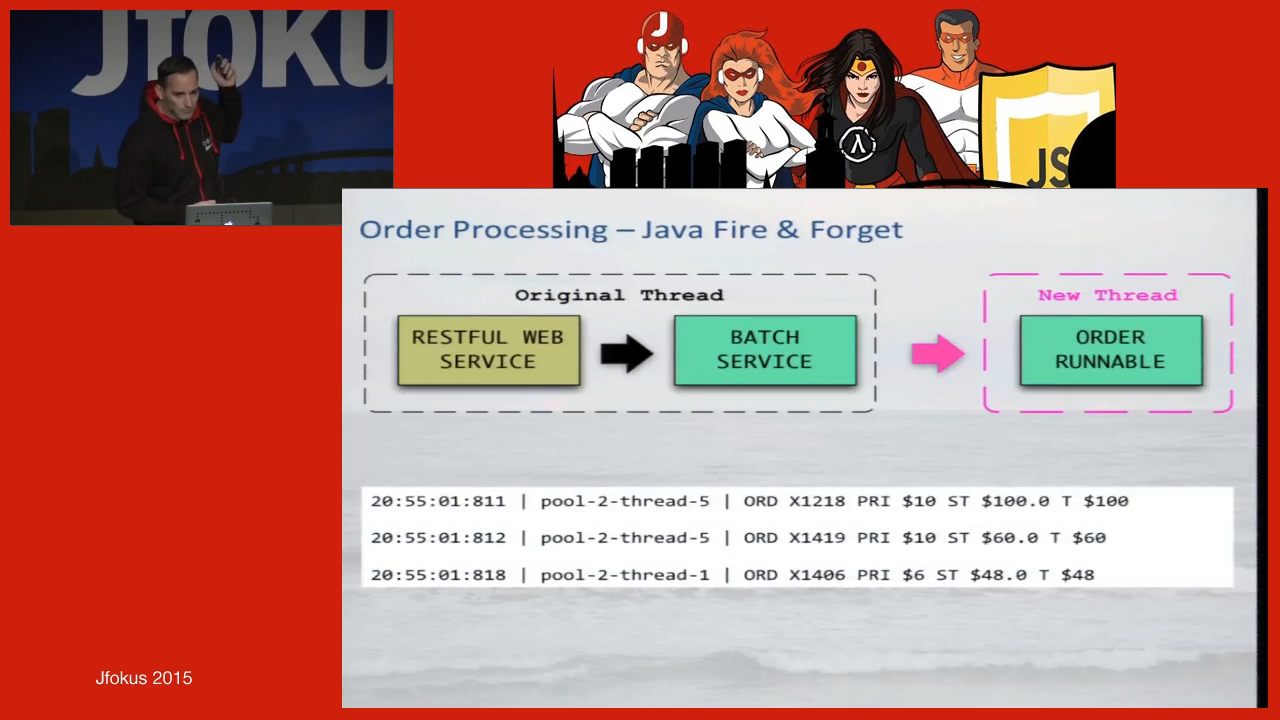 Jfoku
J
JS
Order Processing – Java Fire & Forget
Original Thread
New Thread
RESTFUL WEB
SERVICE
BATCH
SERVICE
ORDER
RUNNABLE
20:55:01:811 | pool-2-thread-5 | ORD X1218 PRI $10 ST $100.0 T $100
20:55:01:812 | pool-2-thread-5 | ORD X1419 PRI $10 ST $60.0 T $60
20:55:01:818 | pool-2-thread-1 | ORD X1406 PRI $6 ST $48.0 T $48
Jfokus 2015